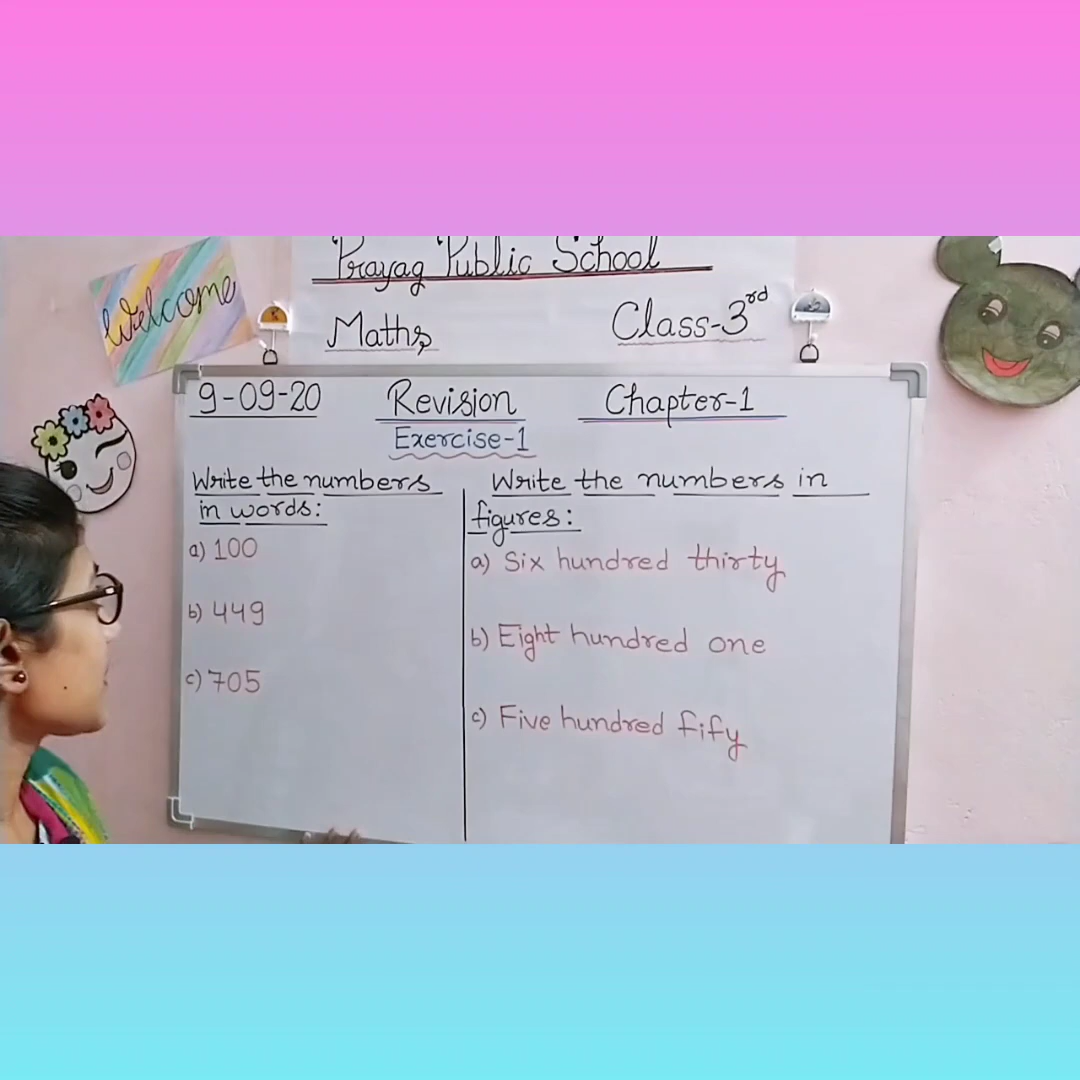 Prayag Public School
Welcome
Maths
Class-3rd
9-09-20 Revision Chapter-1
Exercise-1
Write the numbers
in words:
a) 100
b) 449
c) 705
Write the numbers in
figures:
a) Six hundred thirty
b) Eight hundred one
c) Five hundred fify